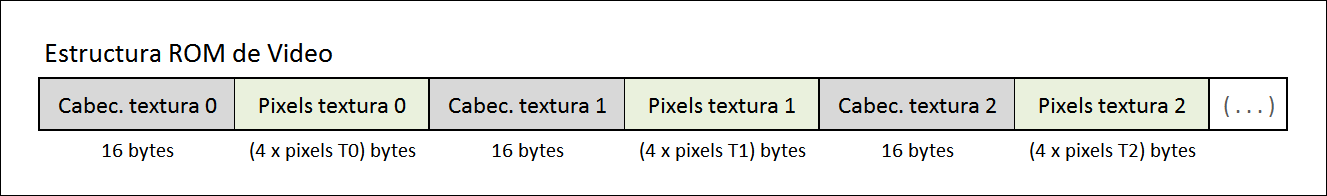 Estructura ROM de Video
Cabec. textura 0 Pixels textura 0 Cabec. textura 1 Pixels textura 1 Cabec. textura 2 Pixels textura 2 (...)
16 bytes (4 x pixels T0) bytes 16 bytes (4 x pixels T1) bytes 16 bytes (4 x pixels T2) bytes